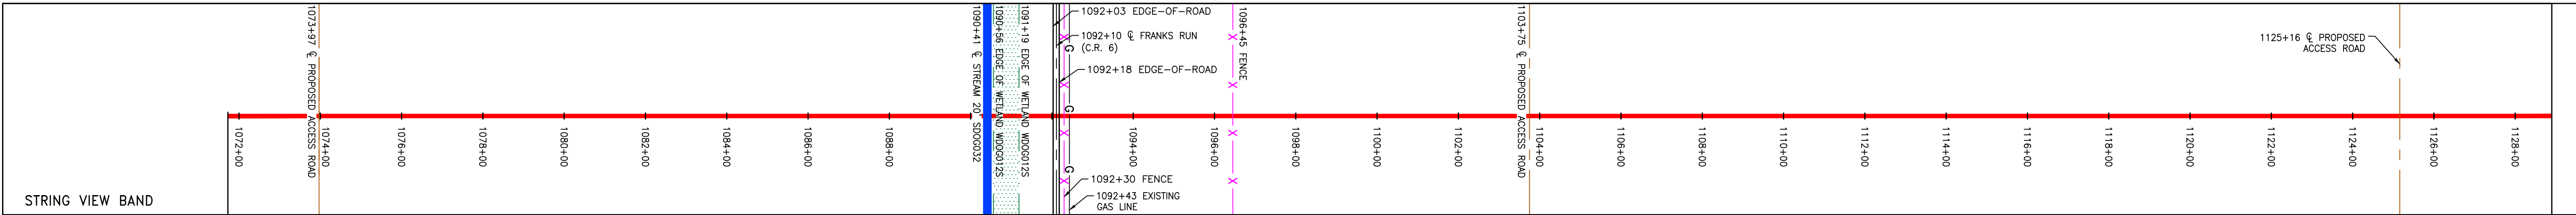 1073+97 ℄ PROPOSED ACCESS ROAD
1090+41 ℄ STREAM 20' SDOG032
1090+56 EDGE OF WETLAND WDOG012S
1091+19 EDGE OF WETLAND WDOG012S
1092+03 EDGE-OF-ROAD
1092+10 ℄ FRANKS RUN
(C.R. 6)
1092+18 EDGE-OF-ROAD
1096+45 FENCE
1103+75 ℄ PROPOSED ACCESS ROAD
1125+16 ℄ PROPOSED
ACCESS ROAD
G
G
G
1072+00
1074+00
1076+00
1078+00
1080+00
1082+00
1084+00
1086+00
1088+00
1094+00
1096+00
1098+00
1100+00
1102+00
1104+00
1106+00
1108+00
1110+00
1112+00
1114+00
1116+00
1118+00
1120+00
1122+00
1124+00
1126+00
1128+00
1092+30 FENCE
1092+43 EXISTING
GAS LINE
STRING VIEW BAND